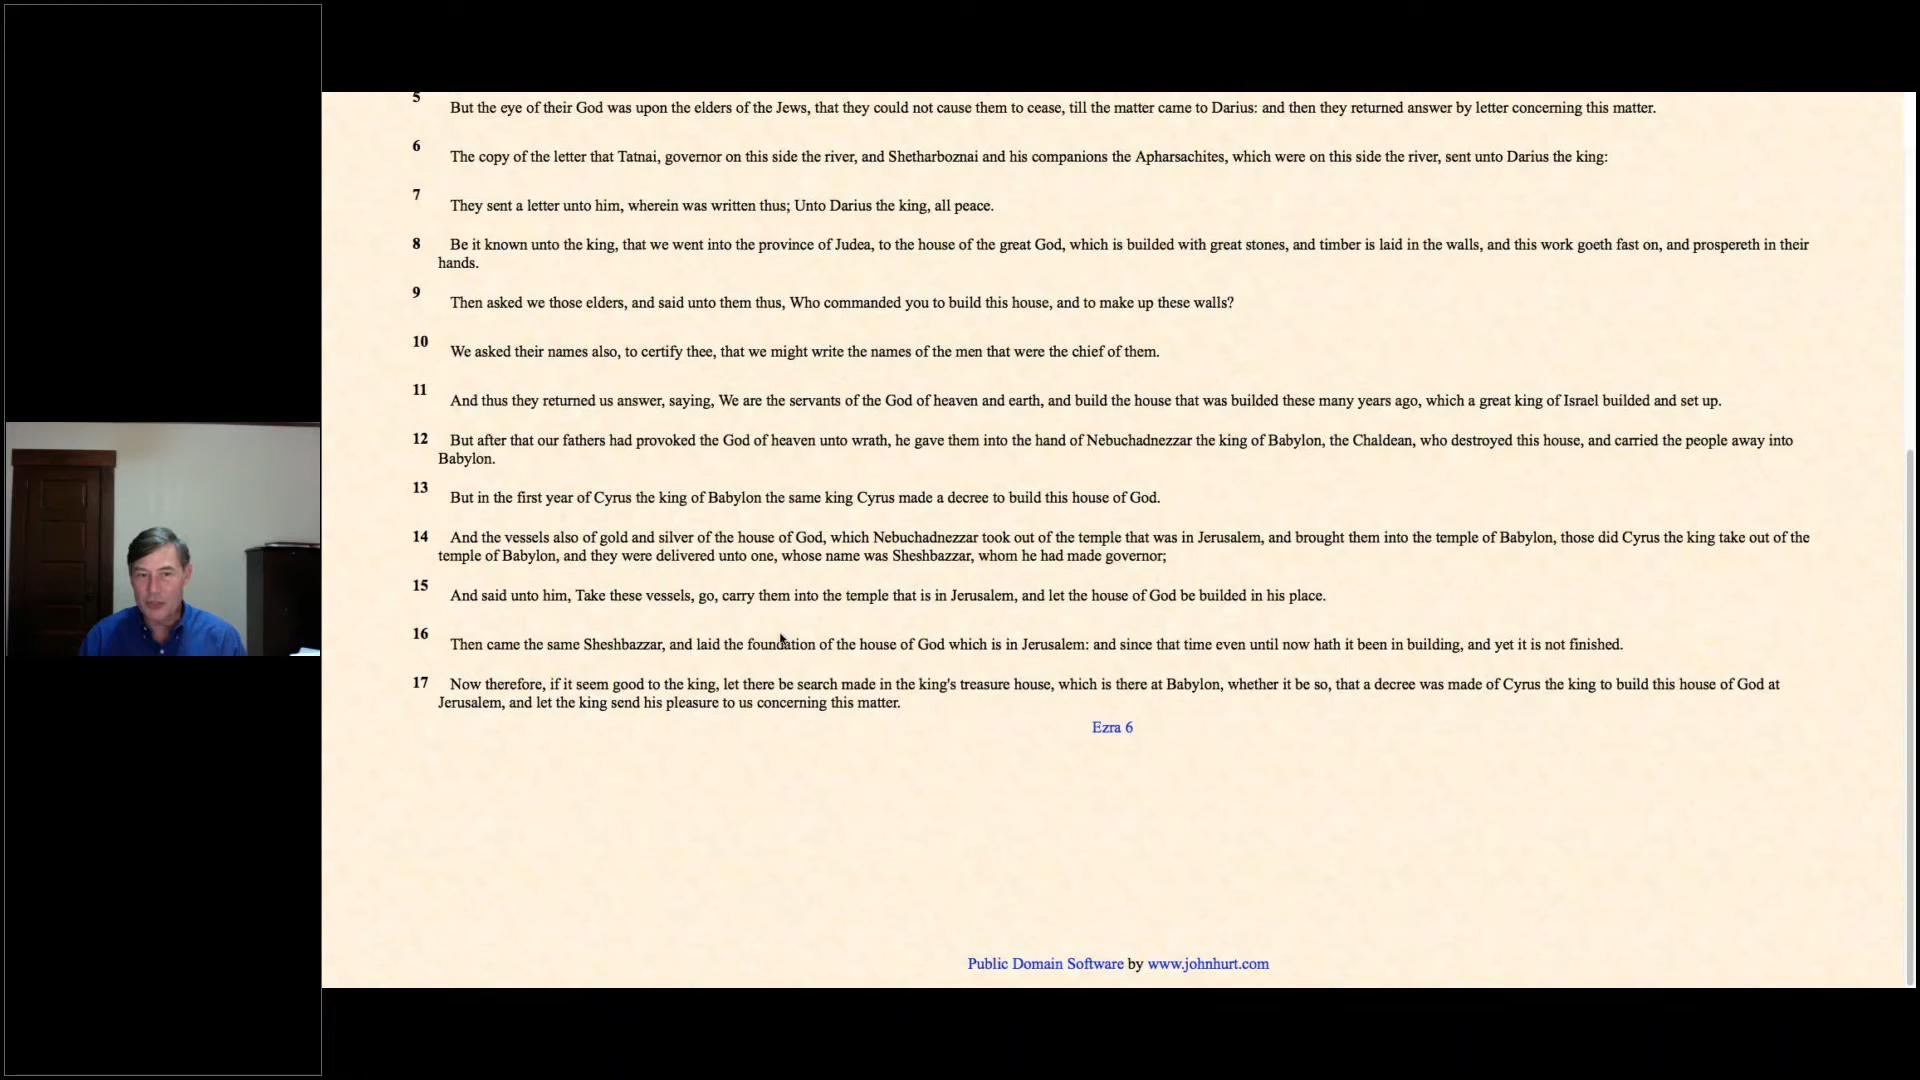 5 But the eye of their God was upon the elders of the Jews, that they could not cause them to cease, till the matter came to Darius: and then they returned answer by letter concerning this matter.
6 The copy of the letter that Tatnai, governor on this side the river, and Shetharboznai and his companions the Apharsachites, which were on this side the river, sent unto Darius the king:
7 They sent a letter unto him, wherein was written thus; Unto Darius the king, all peace.
8 Be it known unto the king, that we went into the province of Judea, to the house of the great God, which is builded with great stones, and timber is laid in the walls, and this work goeth fast on, and prospereth in their
hands.
9 Then asked we those elders, and said unto them thus, Who commanded you to build this house, and to make up these walls?
10 We asked their names also, to certify thee, that we might write the names of the men that were the chief of them.
11 And thus they returned us answer, saying, We are the servants of the God of heaven and earth, and build the house that was builded these many years ago, which a great king of Israel builded and set up.
12 But after that our fathers had provoked the God of heaven unto wrath, he gave them into the hand of Nebuchadnezzar the king of Babylon, the Chaldean, who destroyed this house, and carried the people away into
Babylon.
13 But in the first year of Cyrus the king of Babylon the same king Cyrus made a decree to build this house of God.
14 And the vessels also of gold and silver of the house of God, which Nebuchadnezzar took out of the temple that was in Jerusalem, and brought them into the temple of Babylon, those did Cyrus the king take out of the
temple of Babylon, and they were delivered unto one, whose name was Sheshbazzar, whom he had made governor;
15 And said unto him, Take these vessels, go, carry them into the temple that is in Jerusalem, and let the house of God be builded in his place.
16 Then came the same Sheshbazzar, and laid the foundation of the house of God which is in Jerusalem: and since that time even until now hath it been in building, and yet it is not finished.
17 Now therefore, if it seem good to the king, let there be search made in the king's treasure house, which is there at Babylon, whether it be so, that a decree was made of Cyrus the king to build this house of God at
Jerusalem, and let the king send his pleasure to us concerning this matter.
Ezra 6
Public Domain Software by www.johnhurt.com